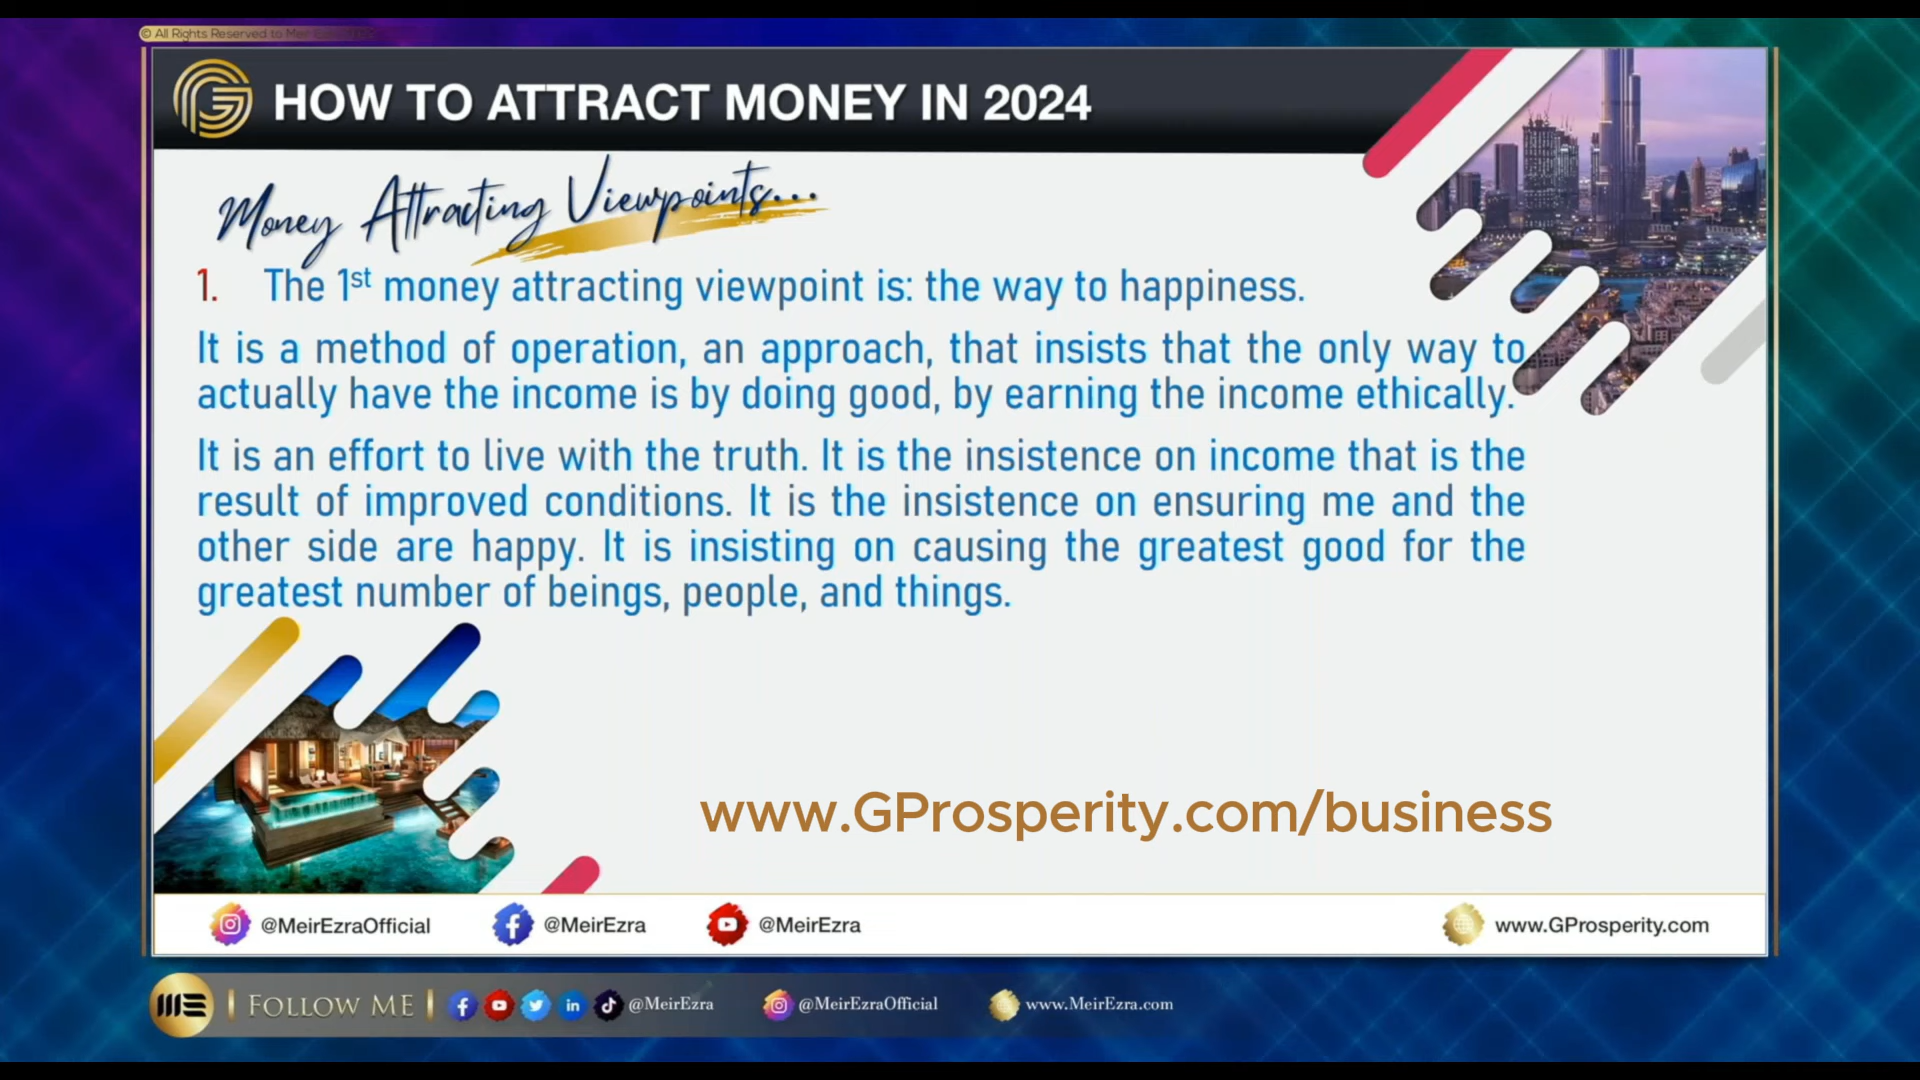 © All Rights Reserved to Meir
HOW TO ATTRACT MONEY IN 2024
Money Attracting Viewpoints...
1. The 1st money attracting viewpoint is: the way to happiness.
It is a method of operation, an approach, that insists that the only way to
actually have the income is by doing good, by earning the income ethically.
It is an effort to live with the truth. It is the insistence on income that is the
result of improved conditions. It is the insistence on ensuring me and the
other side are happy. It is insisting on causing the greatest good for the
greatest number of beings, people, and things.
www.GProsperity.com/business
@MeirEzraOfficial @MeirEzra @MeirEzra www.GProsperity.com
ME | FOLLOW ME | @MeirEzra @MeirEzraOfficial www.MeirEzra.com